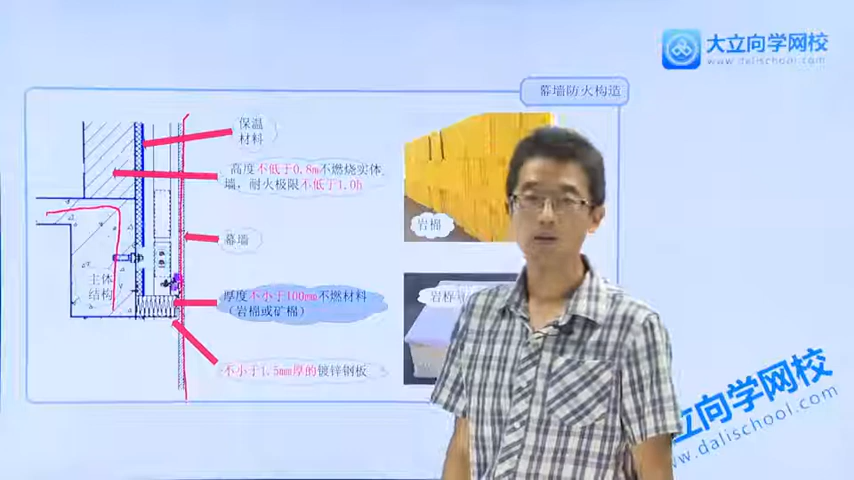 大立向学网校
www.dalischool.com
幕墙防火构造
保温
材料
高度不低于0.8m不燃烧实体
墙，耐火极限不低于1.0h
岩棉
幕墙
主体
结构
厚度不小于100mm不燃材料
（岩棉或矿棉）
岩棉
不小于1.5mm厚的镀锌钢板
立向学网校
www.dalischool.com